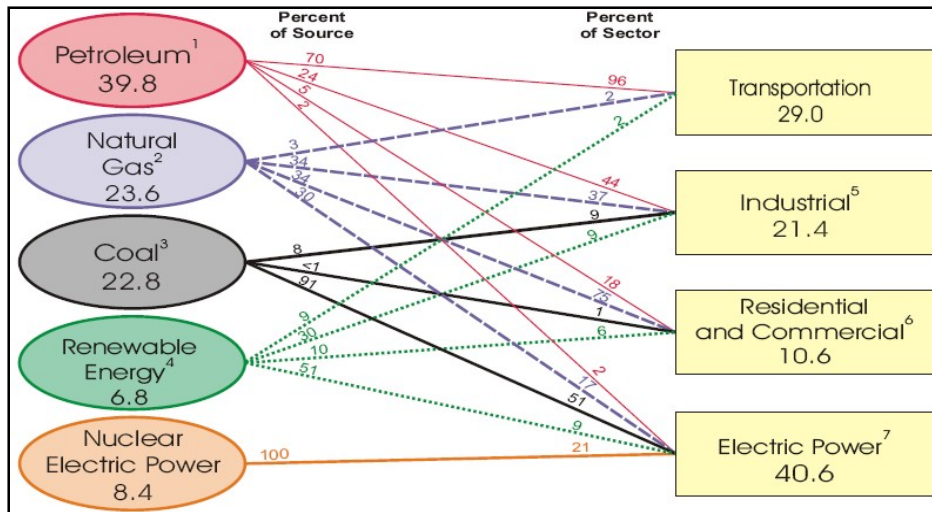 Percent
of Source
Percent
of Sector
Petroleum¹
39.8
Natural
Gas²
23.6
Coal³
22.8
Renewable
Energy⁴
6.8
Nuclear
Electric Power
8.4
70
24
5
2
3
34
34
30
8
<1
91
9
30
10
51
100
96
2
2
44
37
9
9
18
75
1
6
2
17
51
9
21
Transportation
29.0
Industrial⁵
21.4
Residential
and Commercial⁶
10.6
Electric Power⁷
40.6